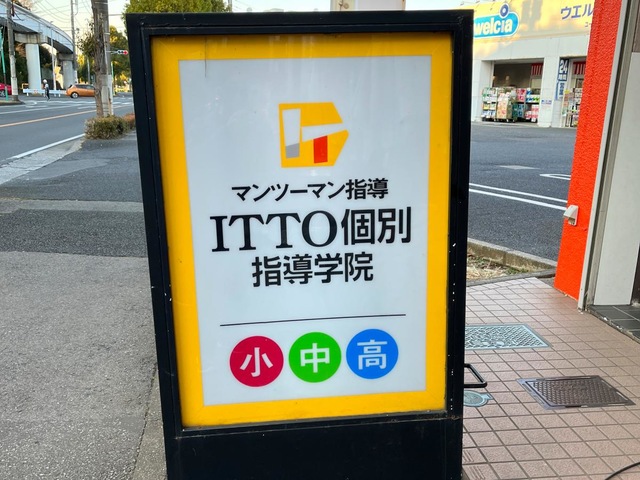 welcia
ウエル
マンツーマン指導
ITTO個別
指導学院
小 中 高